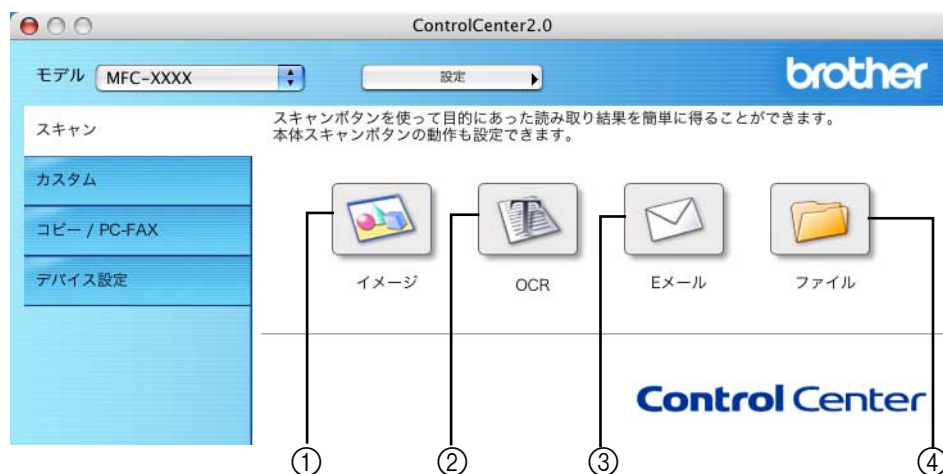 ControlCenter2.0
モデル MFC-XXXX 設定 brother
スキャン
カスタム
コピー / PC-FAX
デバイス設定
スキャンボタンを使って目的にあった読み取り結果を簡単に得ることができます。
本体スキャンボタンの動作も設定できます。
イメージ OCR Eメール ファイル
Control Center
① ② ③ ④